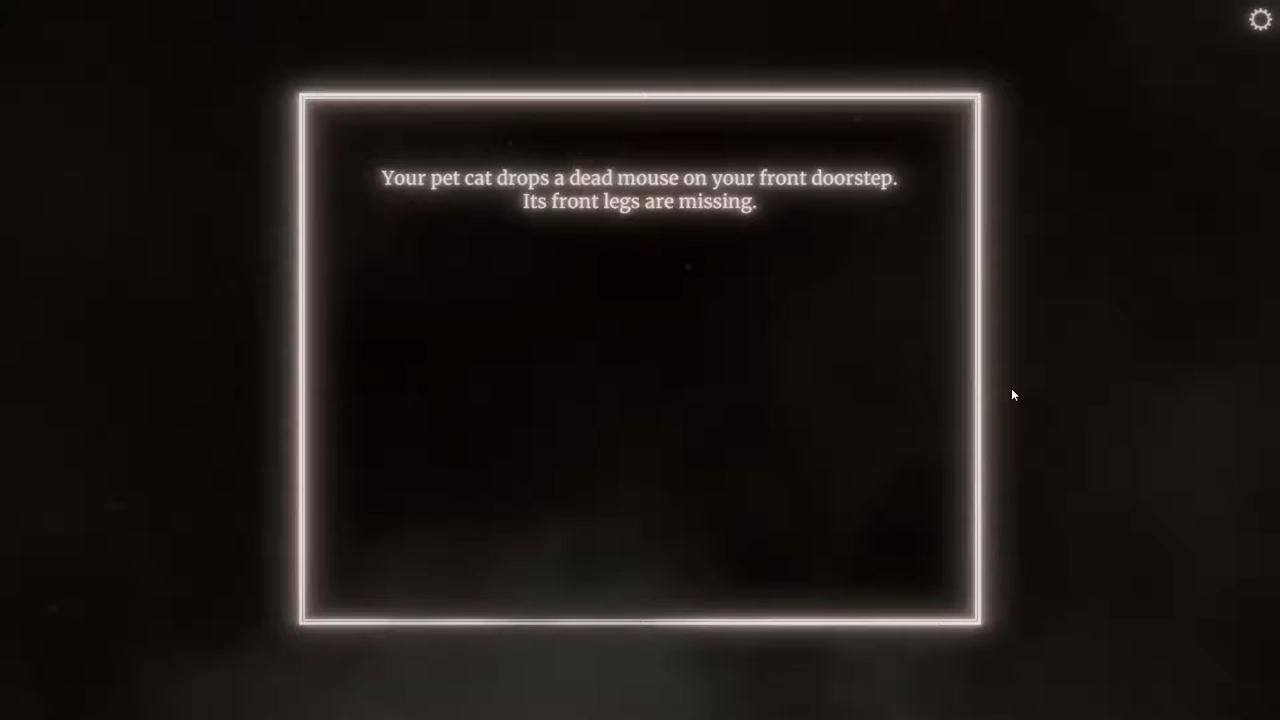 Your pet cat drops a dead mouse on your front doorstep.
Its front legs are missing.